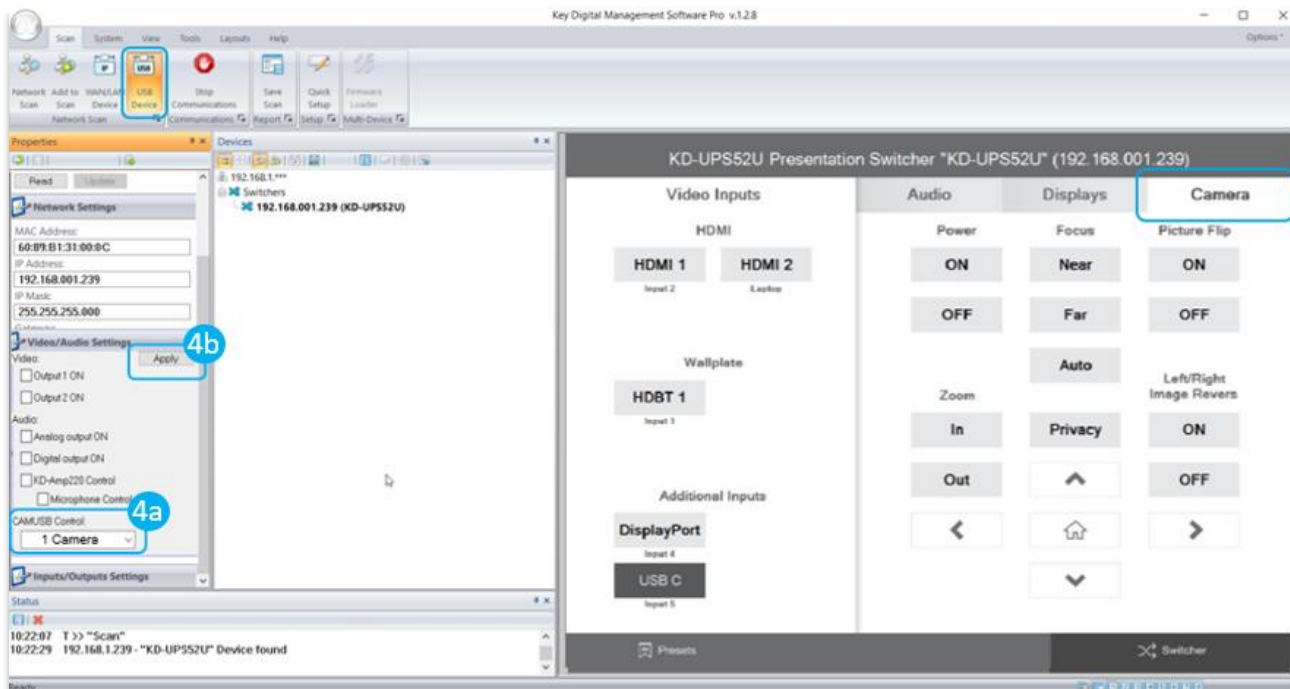 Key Digital Management Software Pro v.1.2.8
Scan System View Tools Layouts Help
Options
Network Scan
Add to Scan
WAN/LAN Device
USB Device
Stop Communications
Save Scan
Quick Setup
Firmware Loader
Network Scan
Communications
Report
Setup
Multi-Device
Properties
Read Update
Network Settings
MAC Address:
60:89:B1:31:00:0C
IP Address:
192.168.001.239
IP Mask:
255.255.255.000
Video/Audio Settings
4b
Video:
Apply
Output 1 ON
Output 2 ON
Audio:
Analog output ON
Digital output ON
KD-Amp220 Control
Microphone Control
4a
CAMUSB Control:
1 Camera
Inputs/Outputs Settings
Devices
192.168.1.***
Switchers
192.168.001.239 (KD-UPS52U)
KD-UPS52U Presentation Switcher "KD-UPS52U" (192.168.001.239)
Video Inputs
HDMI
HDMI 1 HDMI 2
Input 2 Laptop
Wallplate
HDBT 1
Input 3
Additional Inputs
DisplayPort
Input 4
USB C
Input 5
Audio Displays Camera
Power Focus Picture Flip
ON Near ON
OFF Far OFF
Auto
Left/Right
Zoom Image Revers
In Privacy ON
Out OFF
Presets Switcher
Status
10:22:07 T >> "Scan"
10:22:29 192.168.1.239 - "KD-UPS52U" Device found
Ready